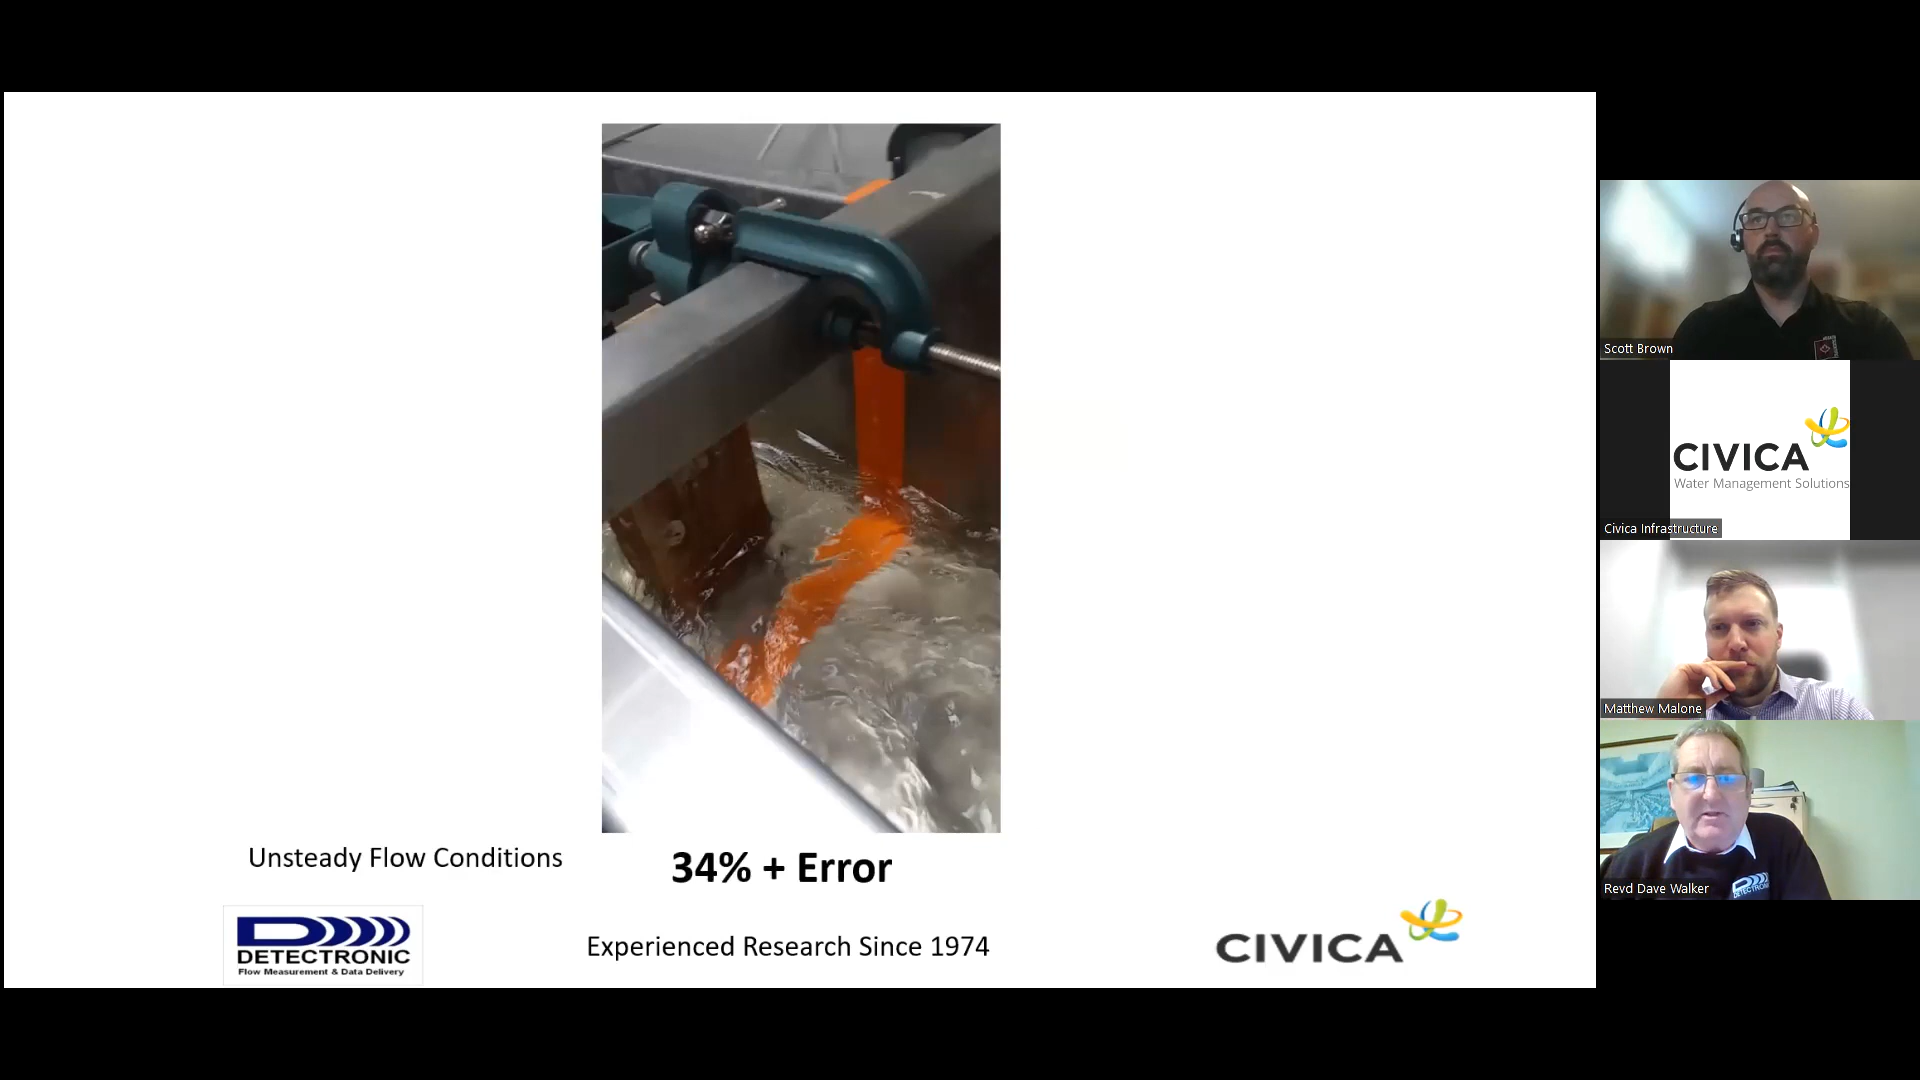 Unsteady Flow Conditions
34% + Error
DETECTRONIC
Flow Measurement & Data Delivery
Experienced Research Since 1974
CIVICA
Scott Brown
CIVICA
Water Management Solutions
Civica Infrastructure
Matthew Malone
DETECTRONIC
Revd Dave Walker